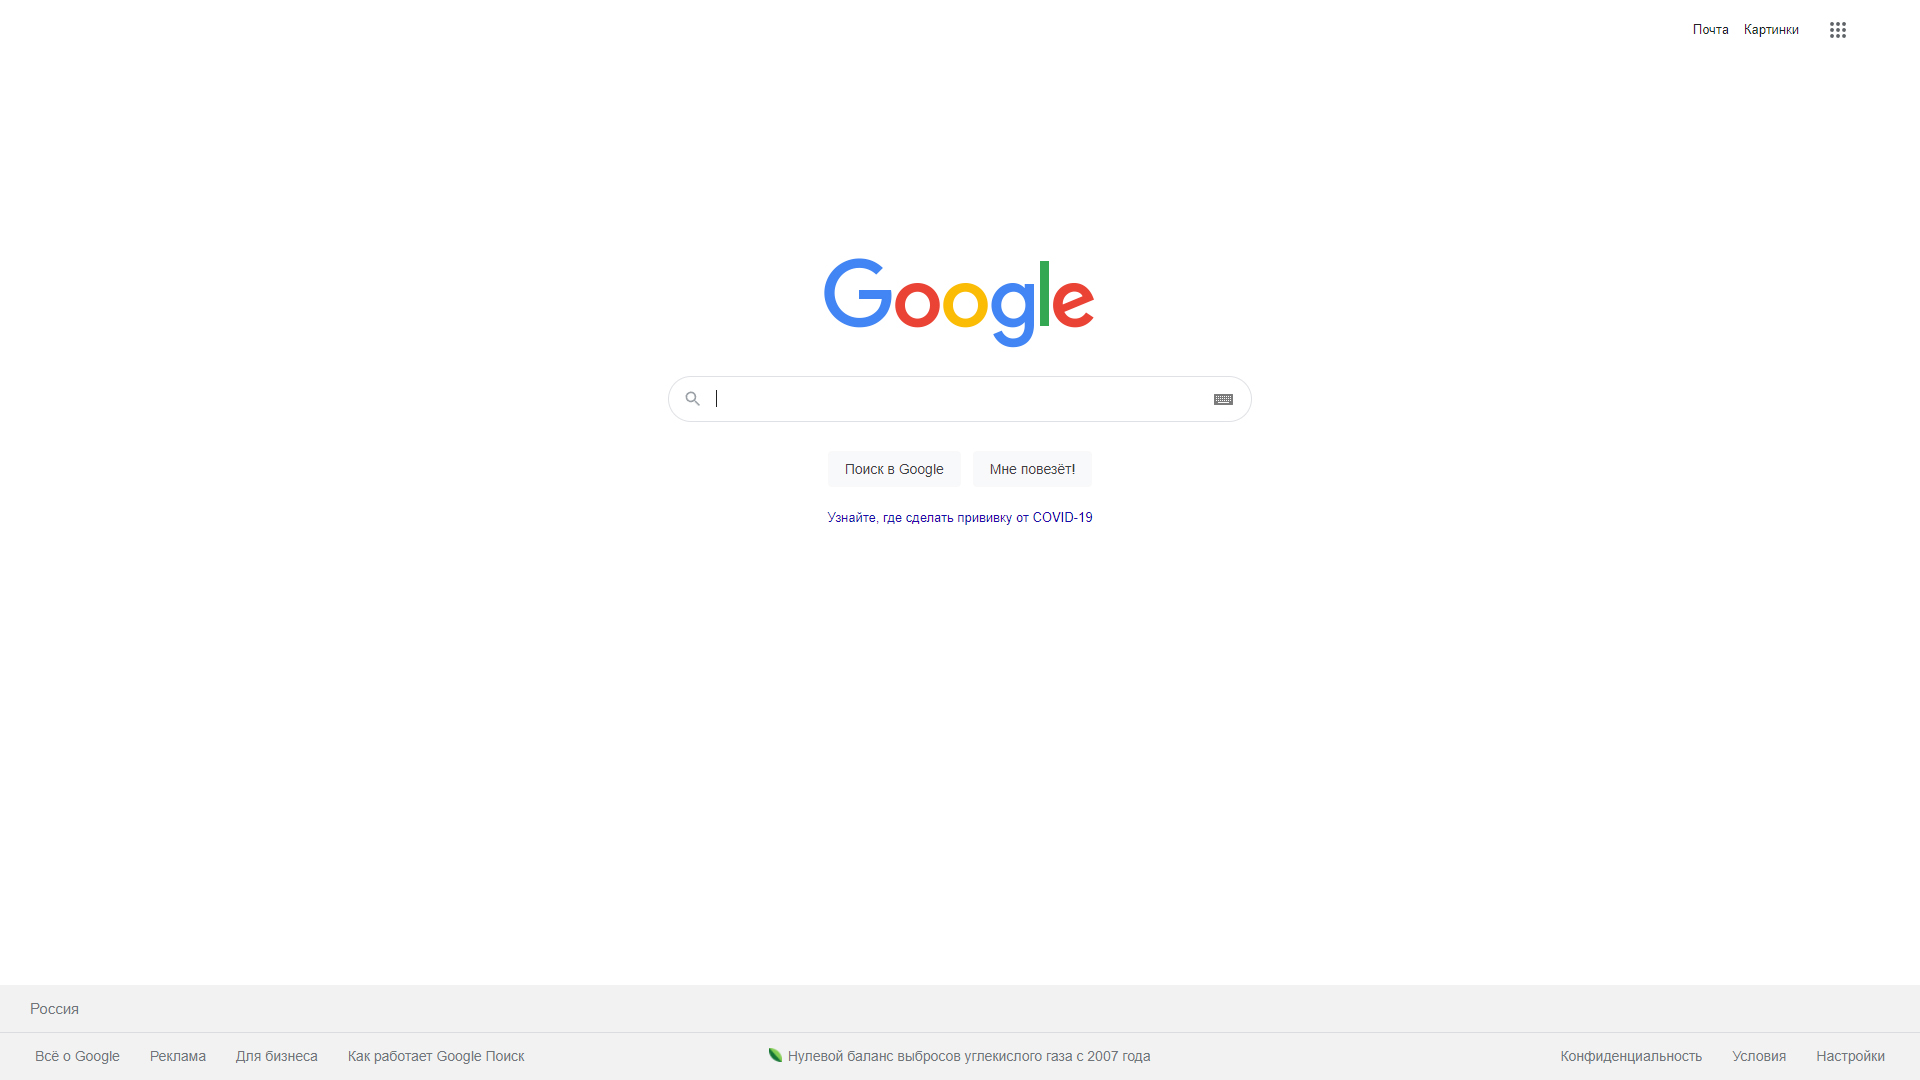 Почта Картинки
Google
Поиск в Google Мне повезёт!
Узнайте, где сделать прививку от COVID-19
Россия
Всё о Google Реклама Для бизнеса Как работает Google Поиск Нулевой баланс выбросов углекислого газа с 2007 года Конфиденциальность Условия Настройки